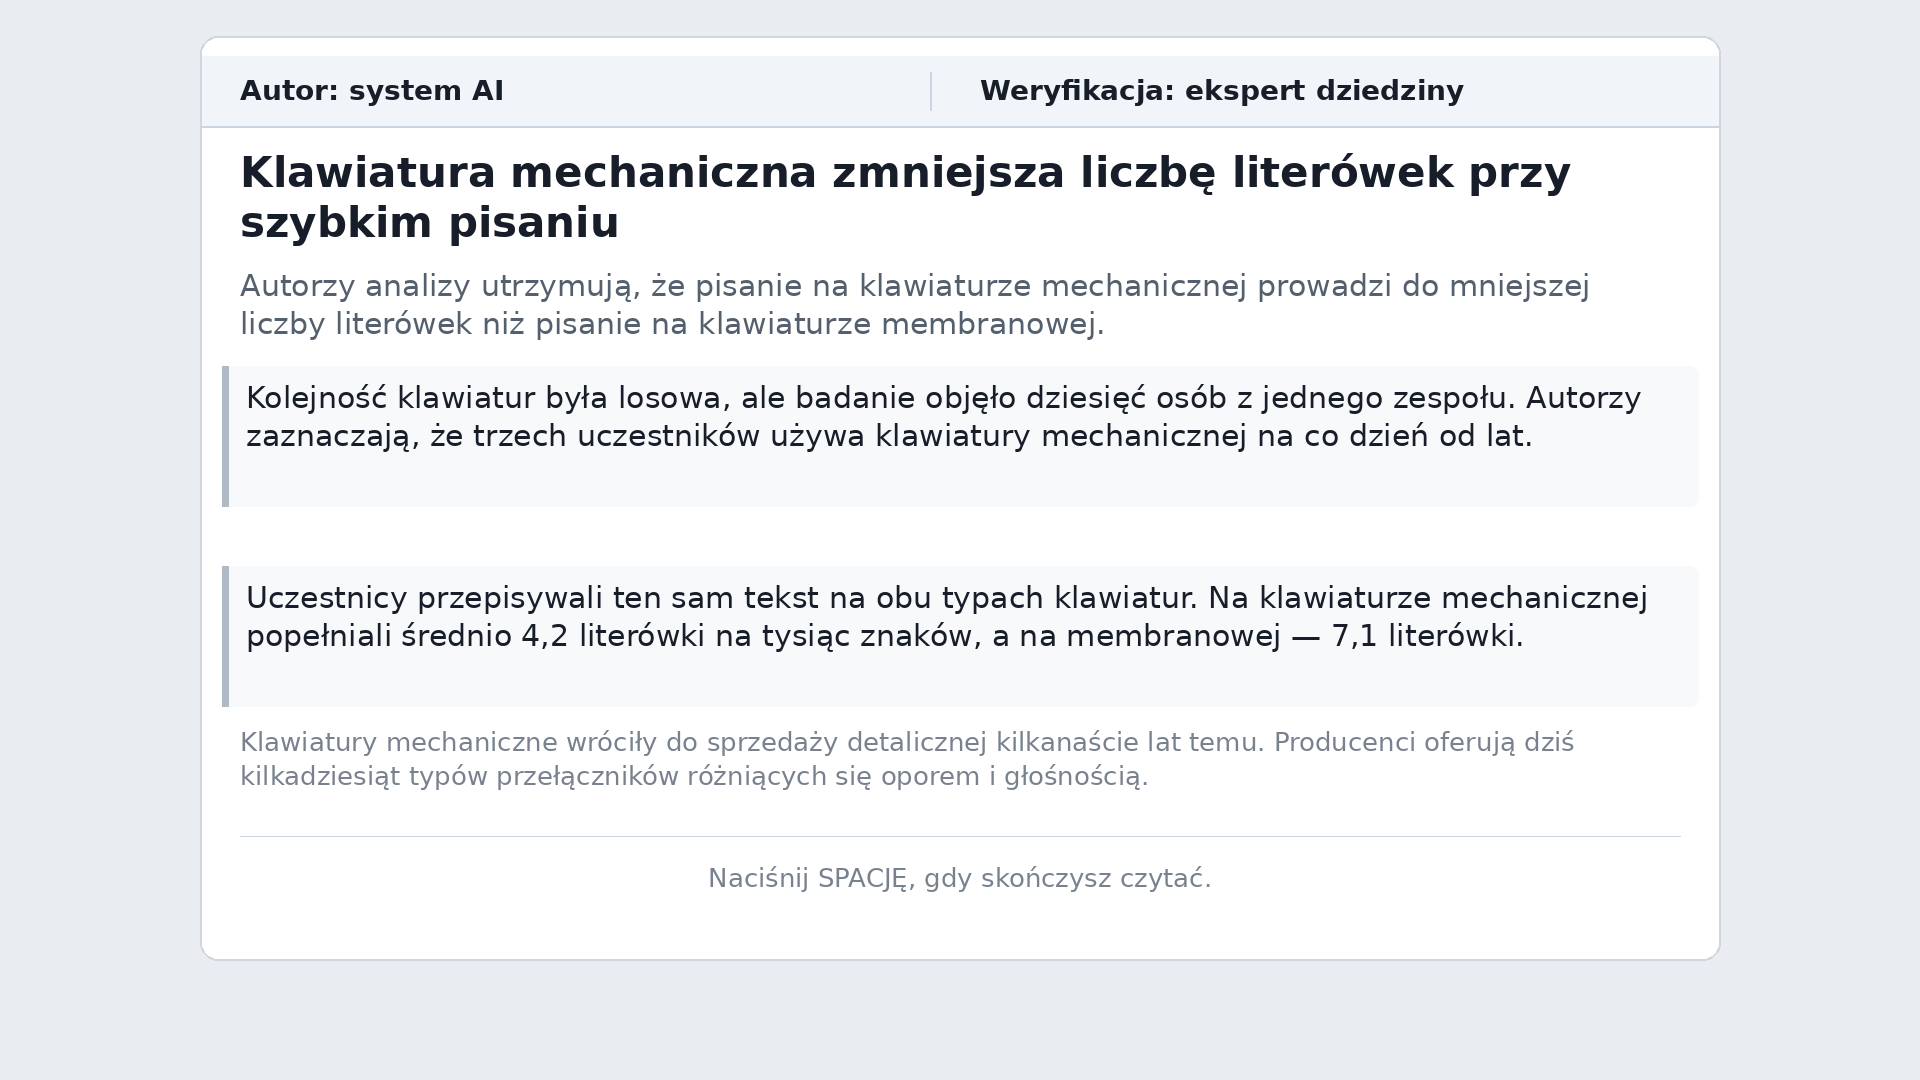 Autor: system AI
Weryfikacja: ekspert dziedziny
Klawiatura mechaniczna zmniejsza liczbę literówek przy
szybkim pisaniu
Autorzy analizy utrzymują, że pisanie na klawiaturze mechanicznej prowadzi do mniejszej
liczby literówek niż pisanie na klawiaturze membranowej.
Kolejność klawiatur była losowa, ale badanie objęło dziesięć osób z jednego zespołu. Autorzy
zaznaczają, że trzech uczestników używa klawiatury mechanicznej na co dzień od lat.
Uczestnicy przepisywali ten sam tekst na obu typach klawiatur. Na klawiaturze mechanicznej
popełniali średnio 4,2 literówki na tysiąc znaków, a na membranowej — 7,1 literówki.
Klawiatury mechaniczne wróciły do sprzedaży detalicznej kilkanaście lat temu. Producenci oferują dziś
kilkadziesiąt typów przełączników różniących się oporem i głośnością.
Naciśnij SPACJĘ, gdy skończysz czytać.